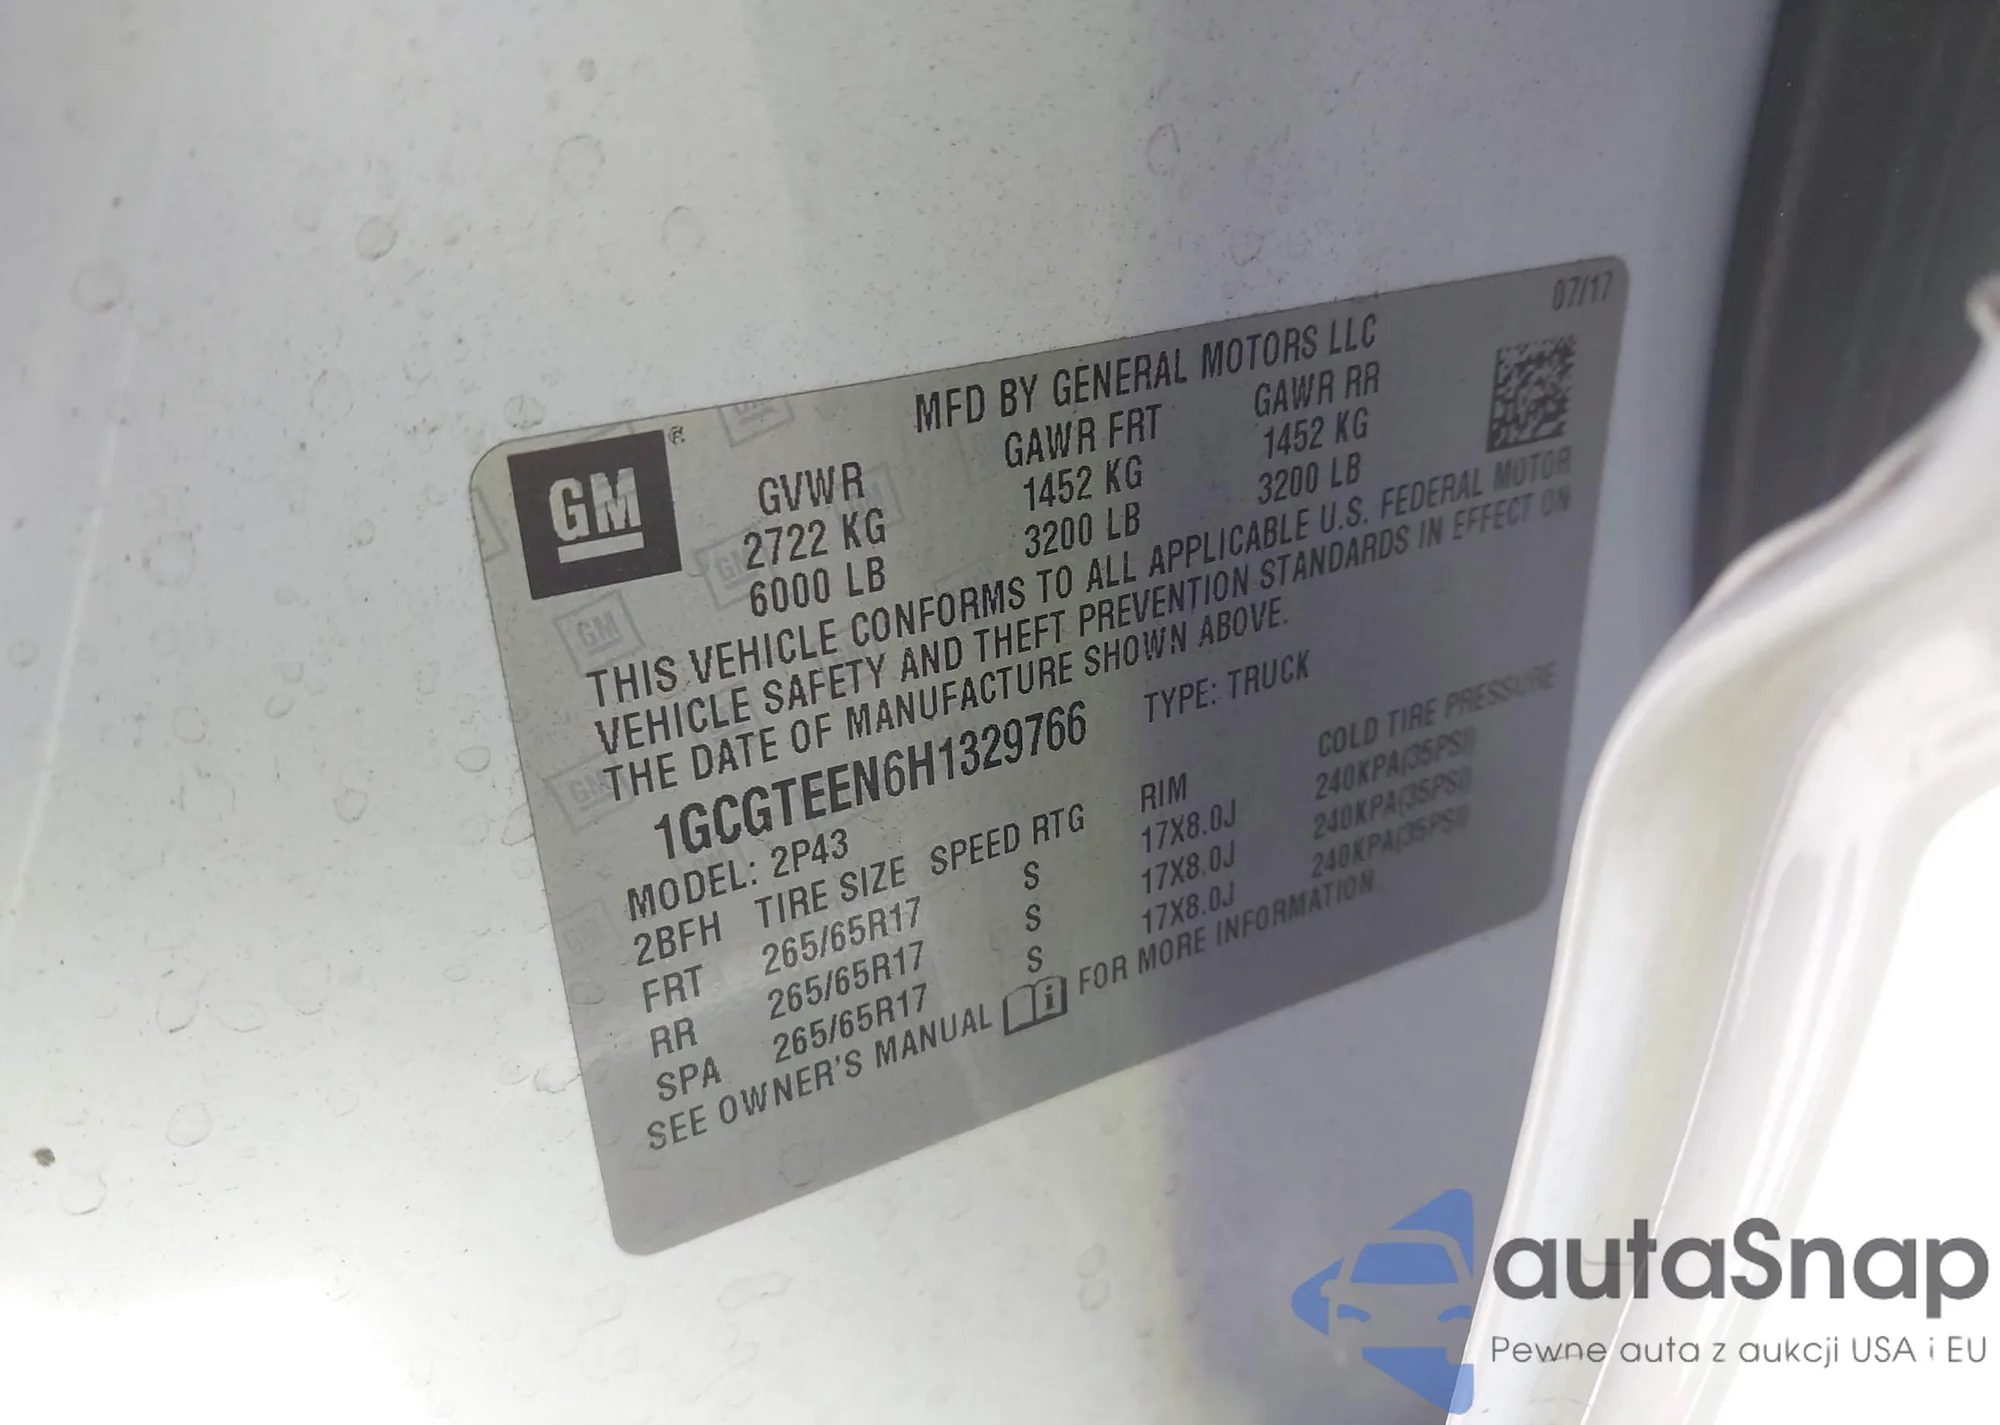 07/17
MFD BY GENERAL MOTORS LLC
GM®
GVWR GAWR FRT GAWR RR
2722 KG 1452 KG 1452 KG
6000 LB 3200 LB 3200 LB
THIS VEHICLE CONFORMS TO ALL APPLICABLE U.S. FEDERAL MOTOR
VEHICLE SAFETY AND THEFT PREVENTION STANDARDS IN EFFECT ON
THE DATE OF MANUFACTURE SHOWN ABOVE.
1GCGTEEN6H1329766 TYPE: TRUCK
MODEL: 2P43
2BFH TIRE SIZE SPEED RTG RIM COLD TIRE PRESSURE
FRT 265/65R17 S 17X8.0J 240KPA(35PSI)
RR 265/65R17 S 17X8.0J 240KPA(35PSI)
SPA 265/65R17 S 17X8.0J 240KPA(35PSI)
SEE OWNER'S MANUAL FOR MORE INFORMATION
autaSnap
Pewne auta z aukcji USA i EU